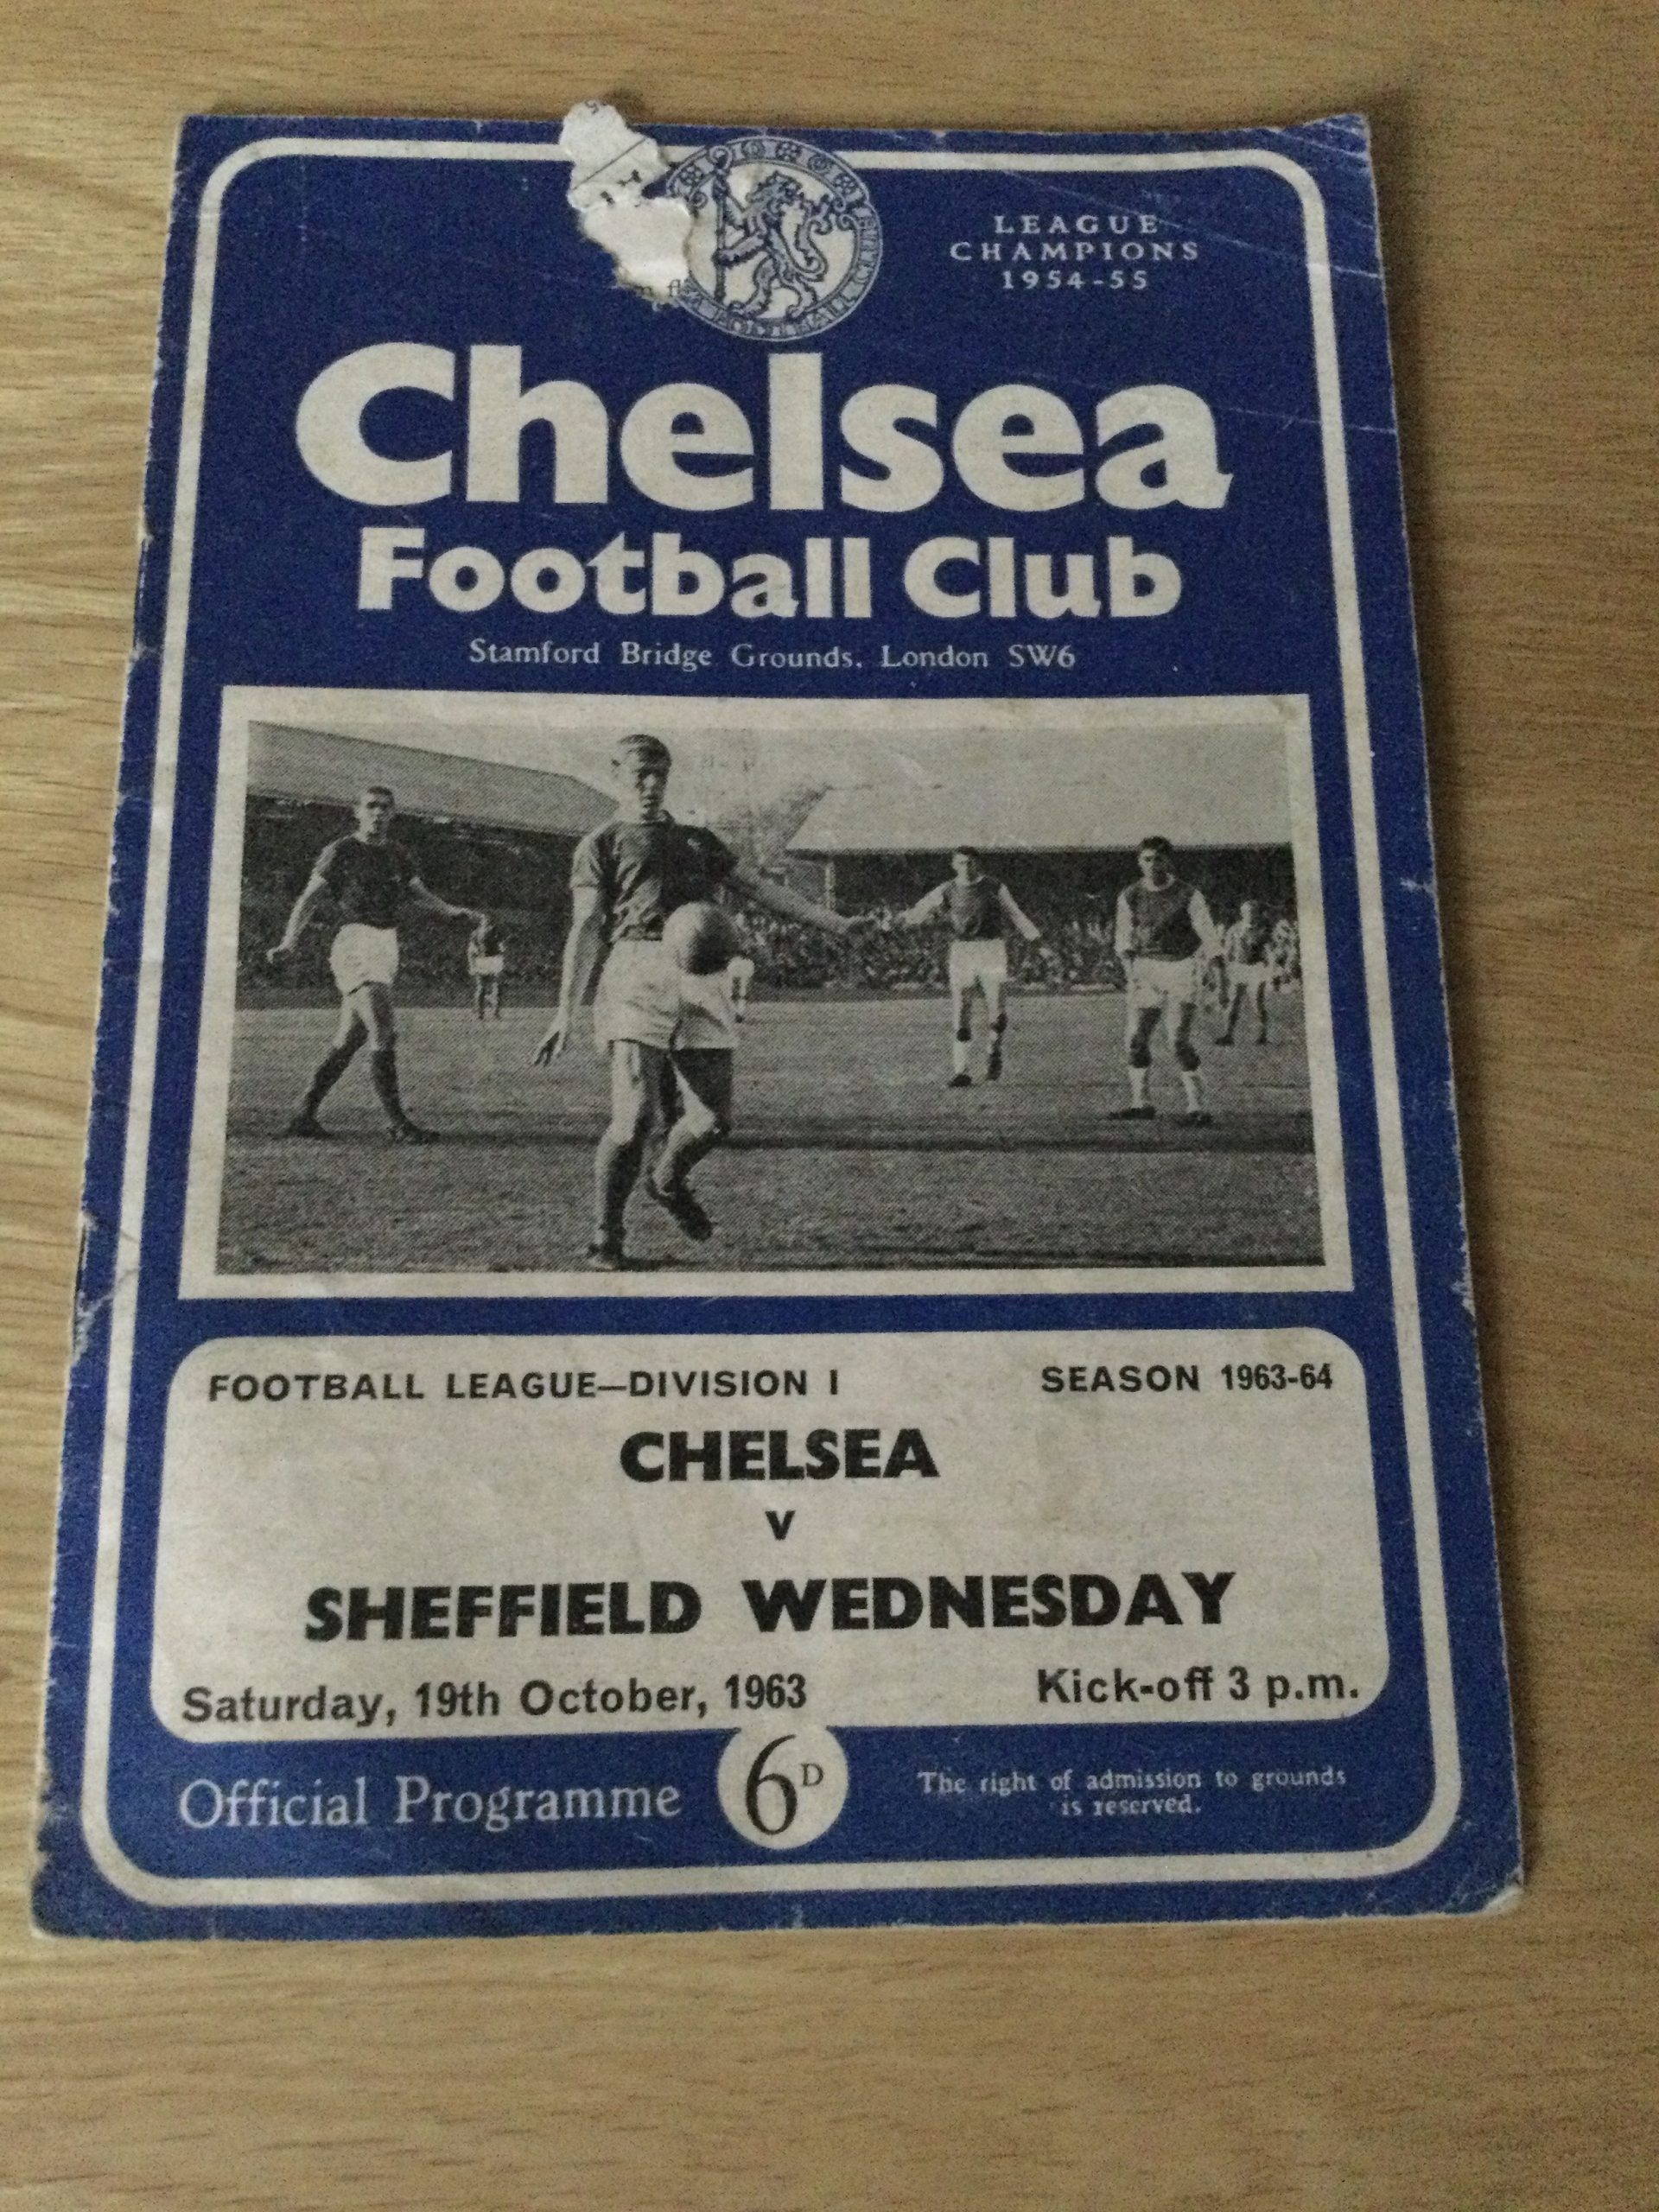 LEAGUE
CHAMPIONS
1954-55
FOOTBALL CLUB
Chelsea
Football Club
Stamford Bridge Grounds, London SW6
FOOTBALL LEAGUE—DIVISION I
SEASON 1963-64
CHELSEA
v
SHEFFIELD WEDNESDAY
Saturday, 19th October, 1963
Kick-off 3 p.m.
Official Programme
6D
The right of admission to grounds
is reserved.